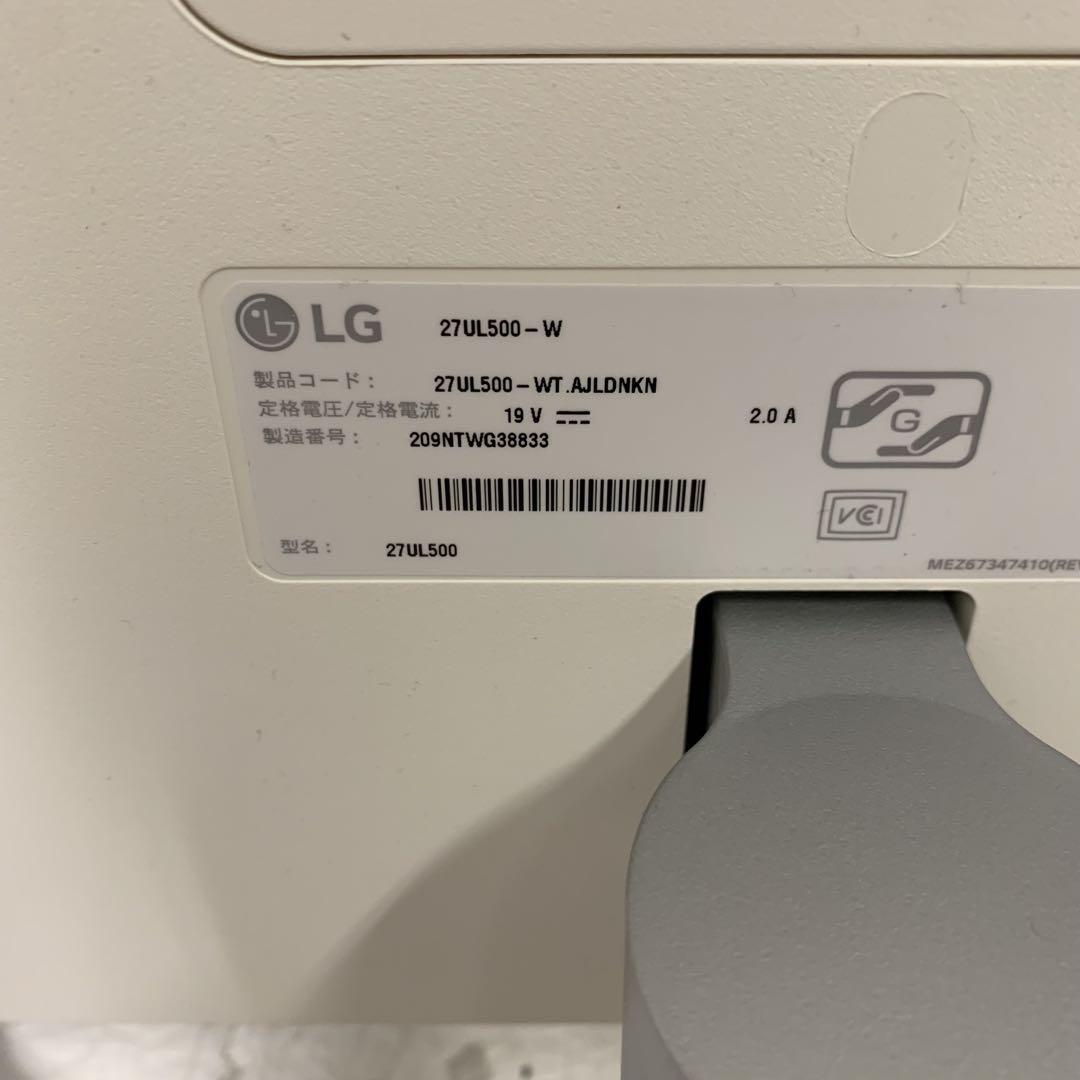 LG 27UL500-W
製品コード: 27UL500-WT.AJLDNKN
定格電圧/定格電流: 19 V 2.0 A
製造番号: 209NTWG38833
G
VCI
型名: 27UL500
MEZ67347410(REV